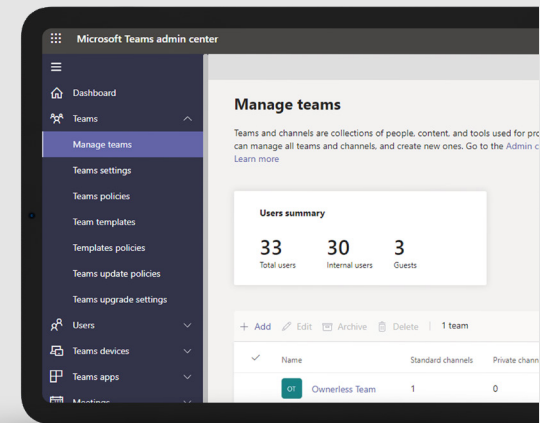 Microsoft Teams admin center
Dashboard
Teams
Manage teams
Teams settings
Teams policies
Team templates
Templates policies
Teams update policies
Teams upgrade settings
Users
Teams devices
Teams apps
Meetings
Manage teams
Teams and channels are collections of people, content, and tools used for pro
can manage all teams and channels, and create new ones. Go to the Admin c
Learn more
Users summary
33 30 3
Total users Internal users Guests
+ Add Edit Archive Delete | 1 team
Name Standard channels Private chann
OT Ownerless Team 1 0